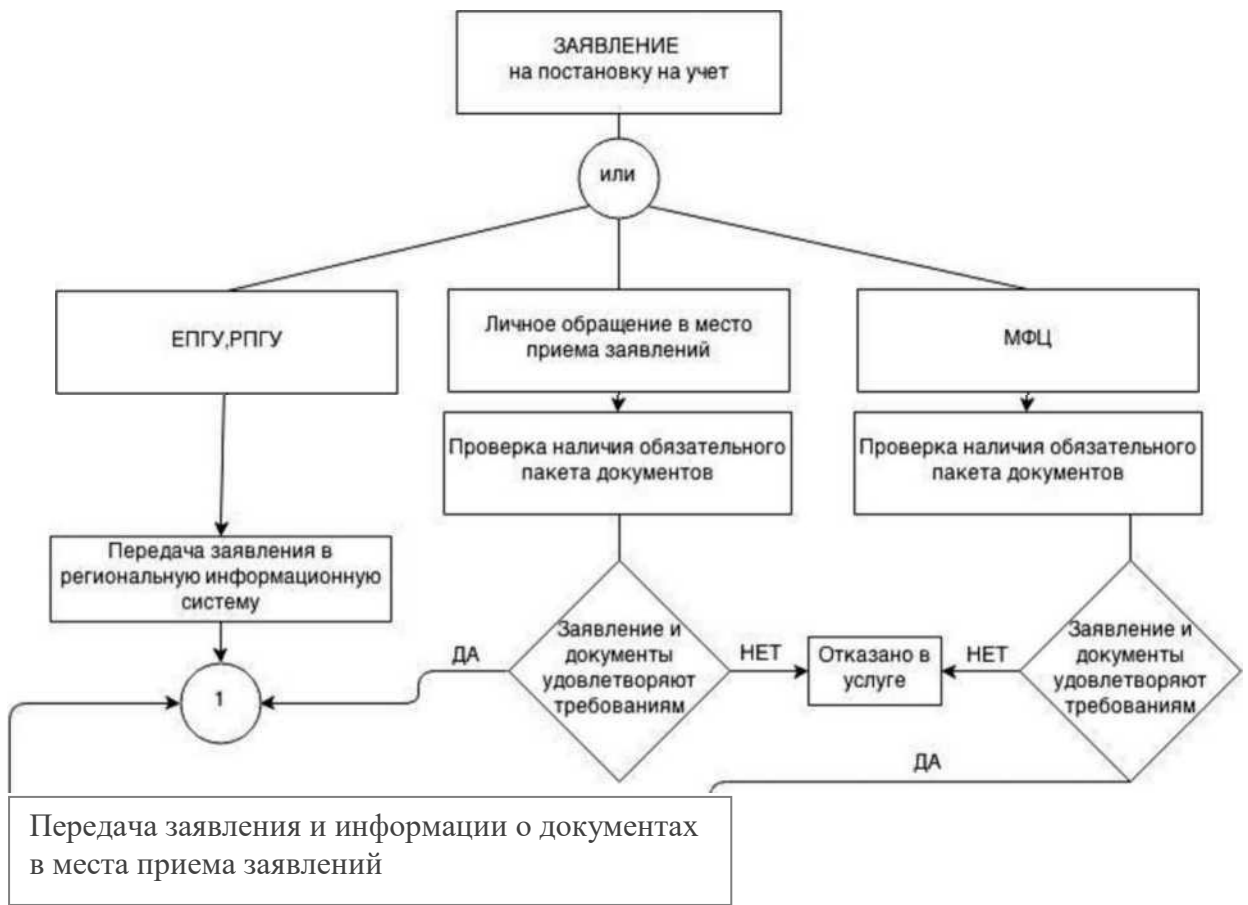 ЗАЯВЛЕНИЕ
на постановку на учет
или
ЕПГУ,РПГУ
Личное обращение в место
приема заявлений
МФЦ
Проверка наличия обязательного
пакета документов
Проверка наличия обязательного
пакета документов
Передача заявления в
региональную информационную
систему
Заявление и
документы
удовлетворяют
требованиям
Заявление и
документы
удовлетворяют
требованиям
ДА
НЕТ
Отказано в
услуге
НЕТ
1
ДА
Передача заявления и информации о документах
в места приема заявлений